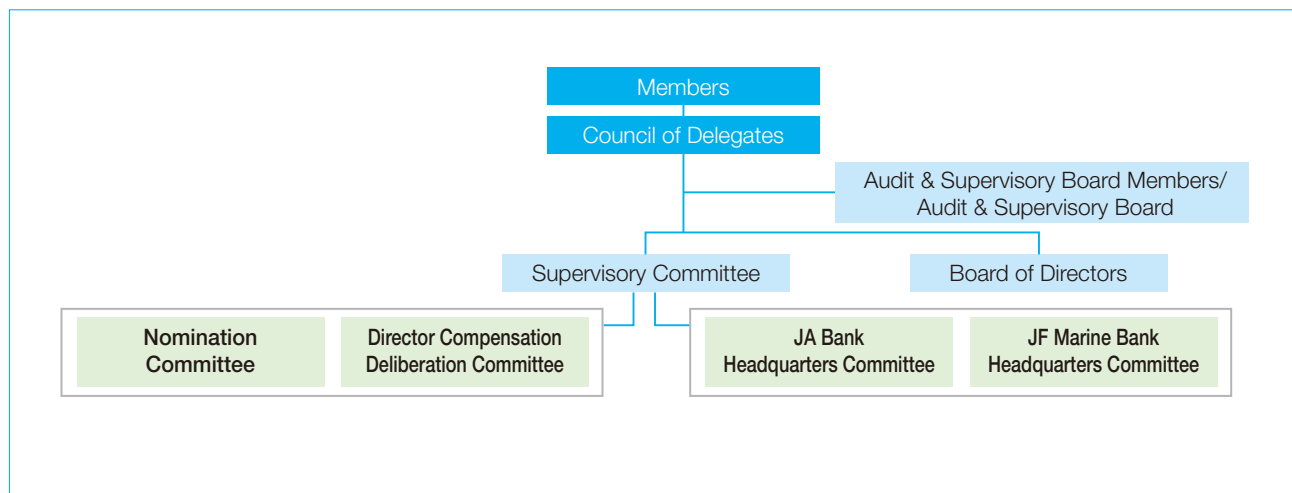 Members
Council of Delegates
Audit & Supervisory Board Members/
Audit & Supervisory Board
Supervisory Committee
Board of Directors
Nomination
Committee
Director Compensation
Deliberation Committee
JA Bank
Headquarters Committee
JF Marine Bank
Headquarters Committee